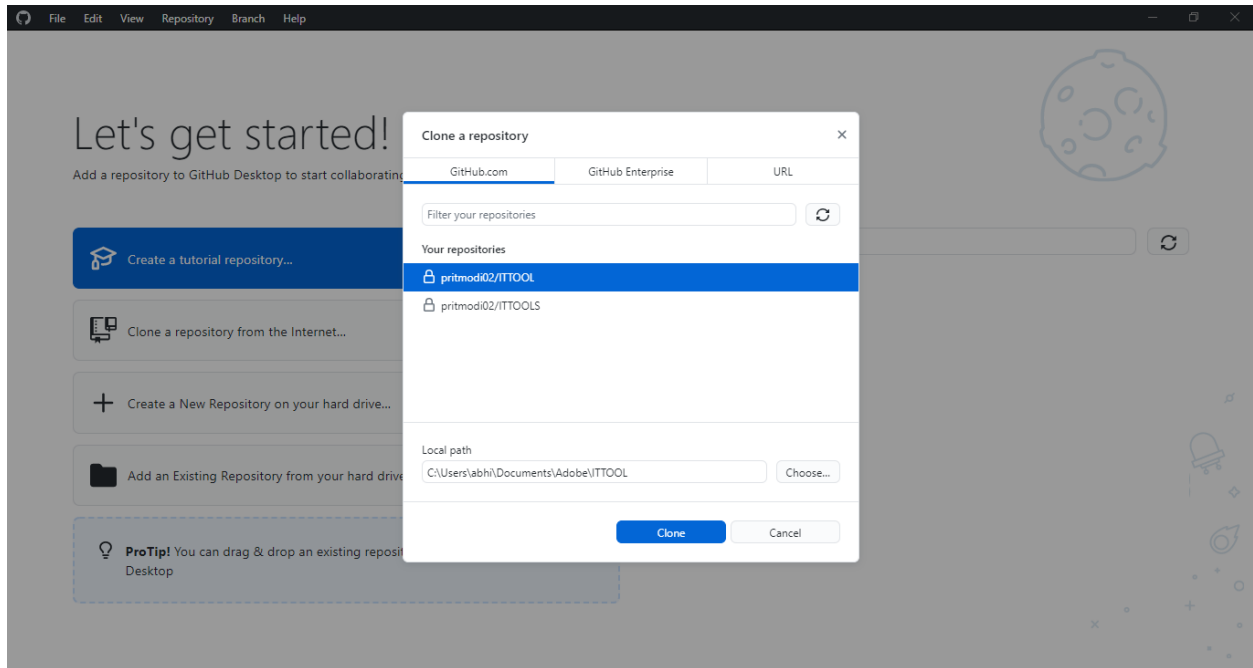 File Edit View Repository Branch Help
Let's get started!
Add a repository to GitHub Desktop to start collaborating
Create a tutorial repository...
Clone a repository from the Internet...
Create a New Repository on your hard drive...
Add an Existing Repository from your hard drive
ProTip! You can drag & drop an existing reposit
Desktop
Clone a repository
GitHub.com GitHub Enterprise URL
Filter your repositories
Your repositories
pritmodi02/ITTOOL
pritmodi02/ITTOOLS
Local path
C:\Users\abhi\Documents\Adobe\ITTOOL Choose...
Clone Cancel